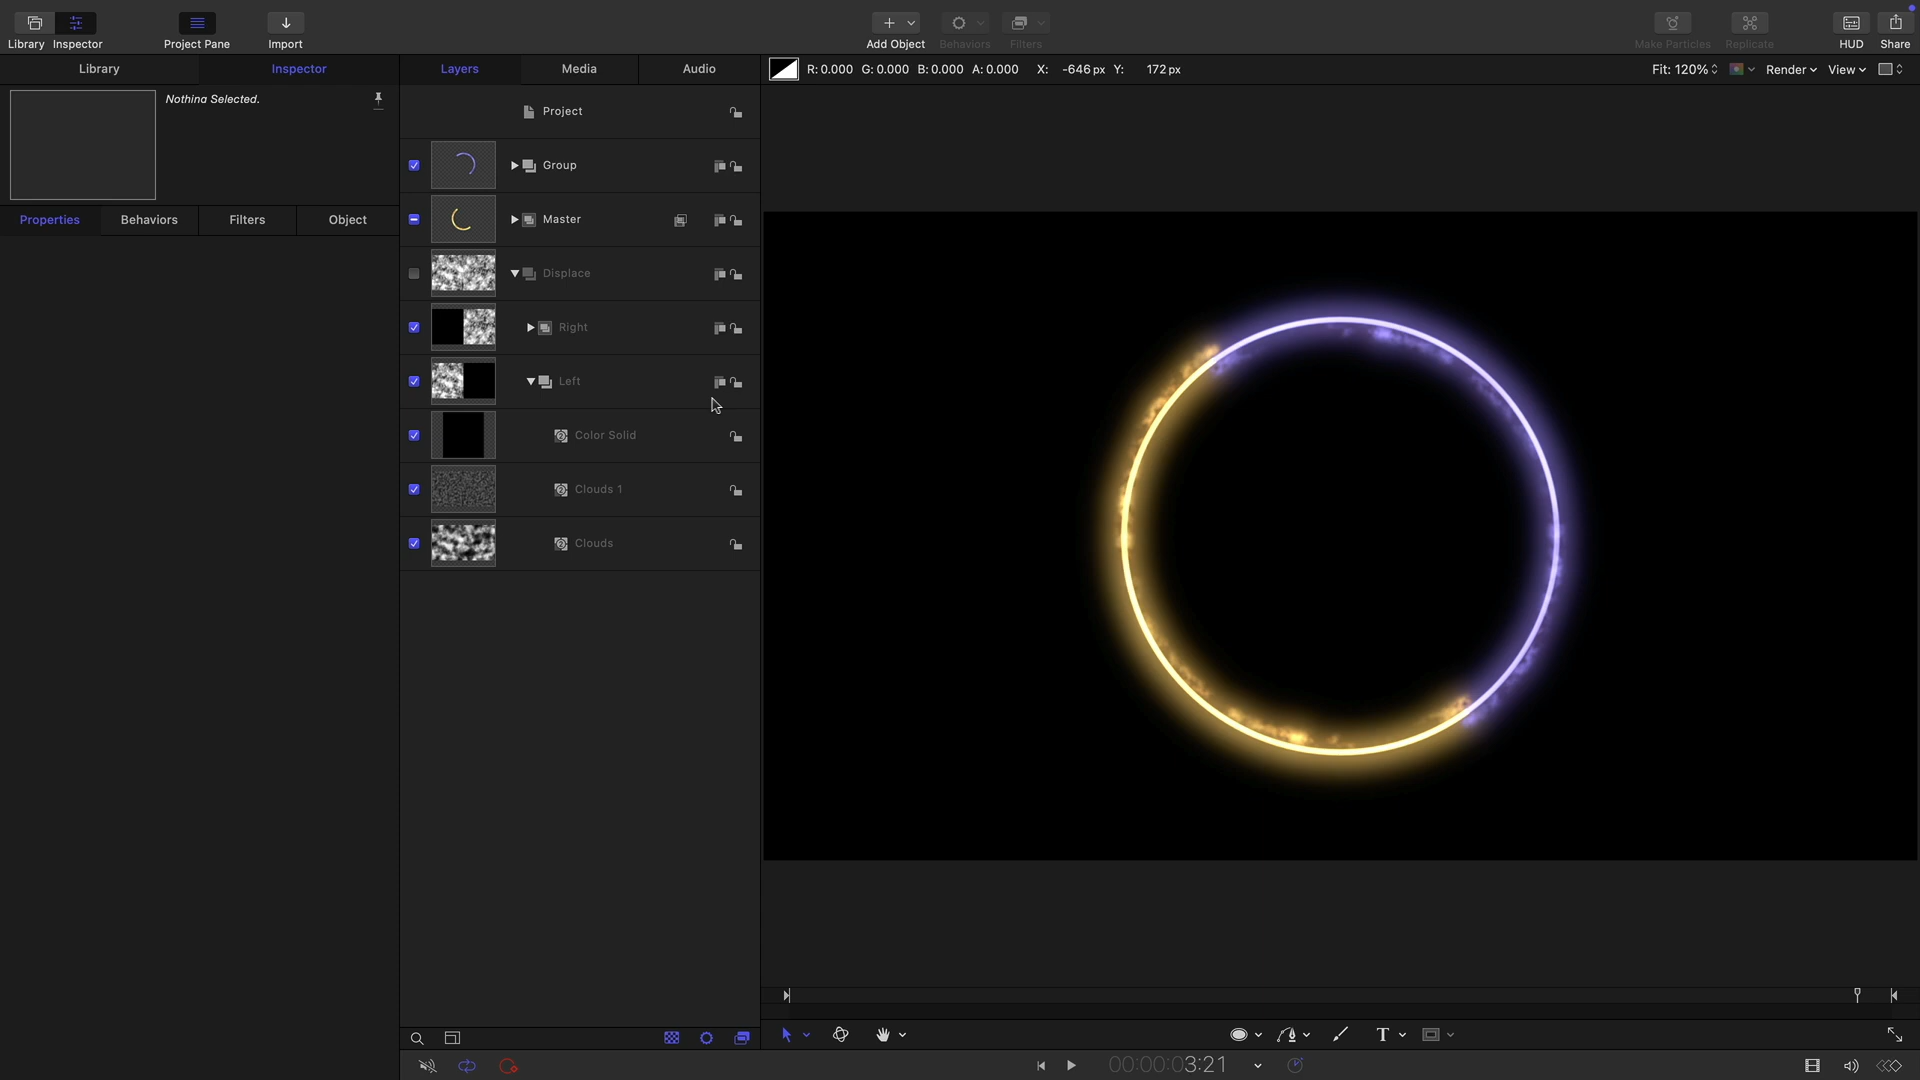 Library Inspector Project Pane Import Add Object Behaviors Filters Make Particles Replicate HUD Share
Library Inspector Layers Media Audio R: 0.000 G: 0.000 B: 0.000 A: 0.000 X: -646 px Y: 172 px Fit: 120% Render View
Nothing Selected.
Properties Behaviors Filters Object
Project
Group
Master
Displace
Right
Left
Color Solid
Clouds 1
Clouds
T
00:00:03:21